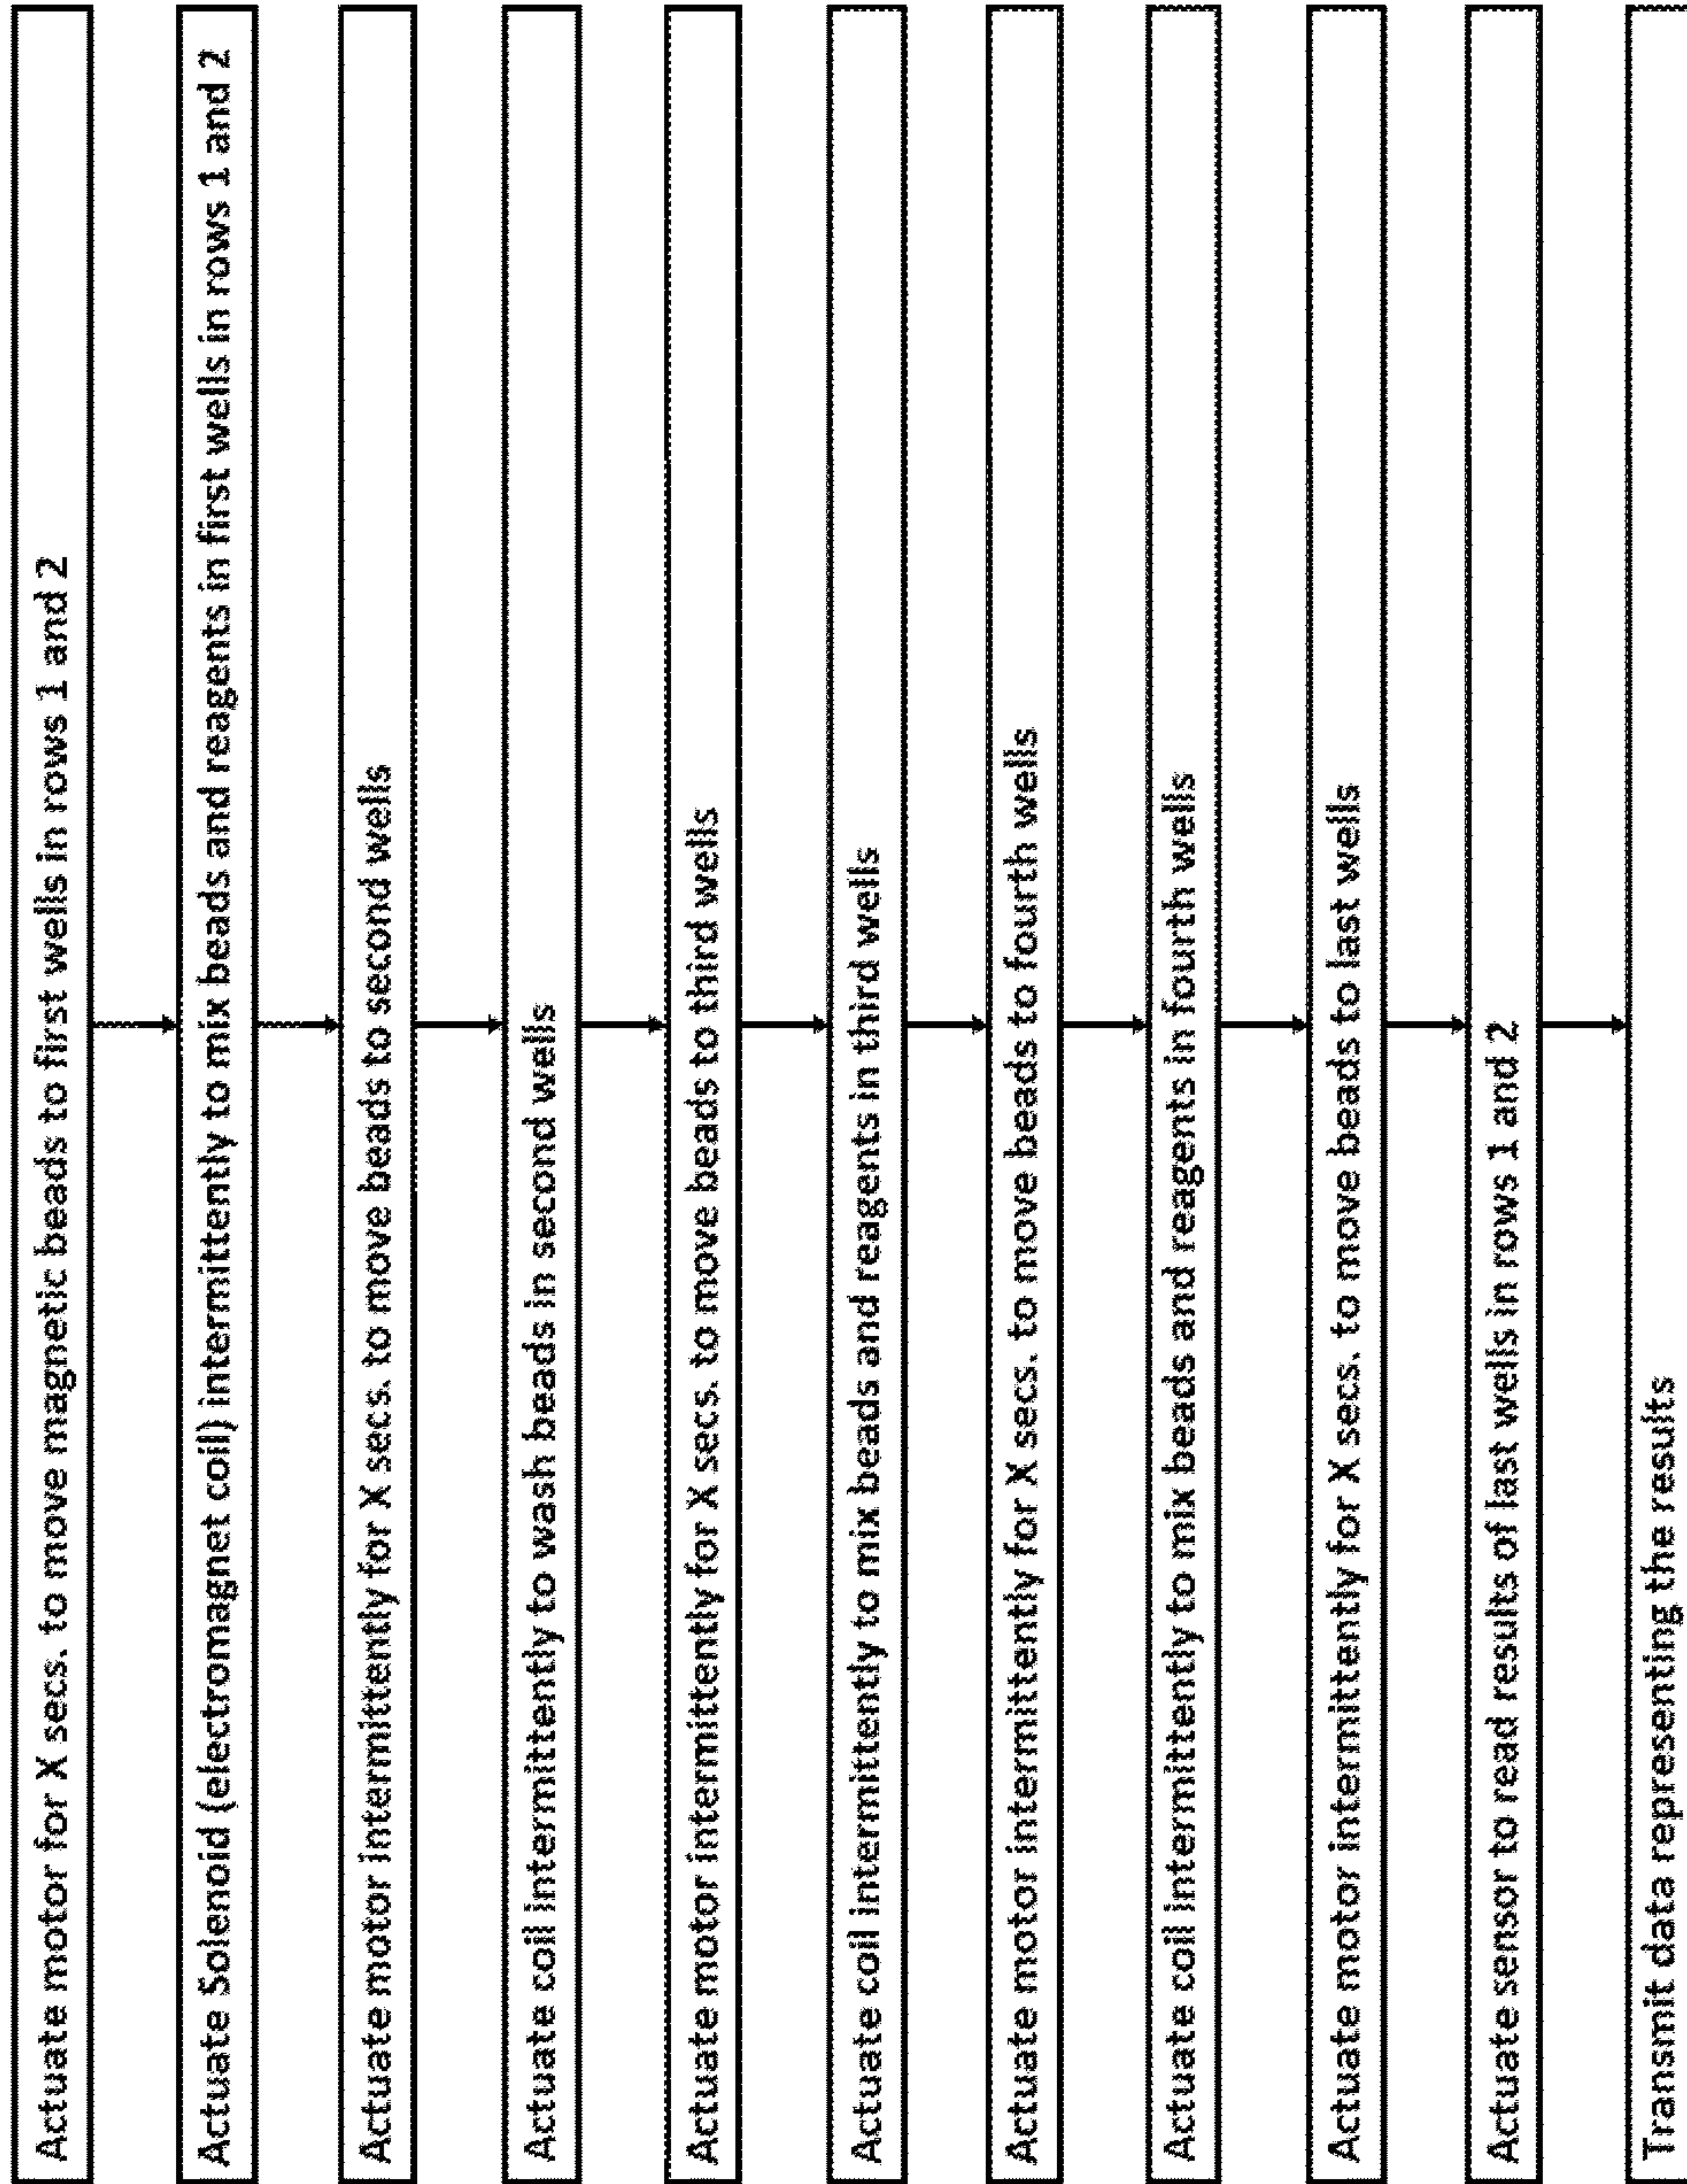 Actuate motor for X secs. to move magnetic beads to first wells in rows 1 and 2
Actuate Solenoid (electromagnet coil) intermittently to mix beads and reagents in first wells in rows 1 and 2
Actuate motor intermittently for X secs. to move beads to second wells
Actuate coil intermittently to wash beads in second wells
Actuate motor intermittently for X secs. to move beads to third wells
Actuate coil intermittently to mix beads and reagents in third wells
Actuate motor intermittently for X secs. to move beads to fourth wells
Actuate coil intermittently to mix beads and reagents in fourth wells
Actuate motor intermittently for X secs. to move beads to last wells
Actuate sensor to read results of last wells in rows 1 and 2
Transmit data representing the results